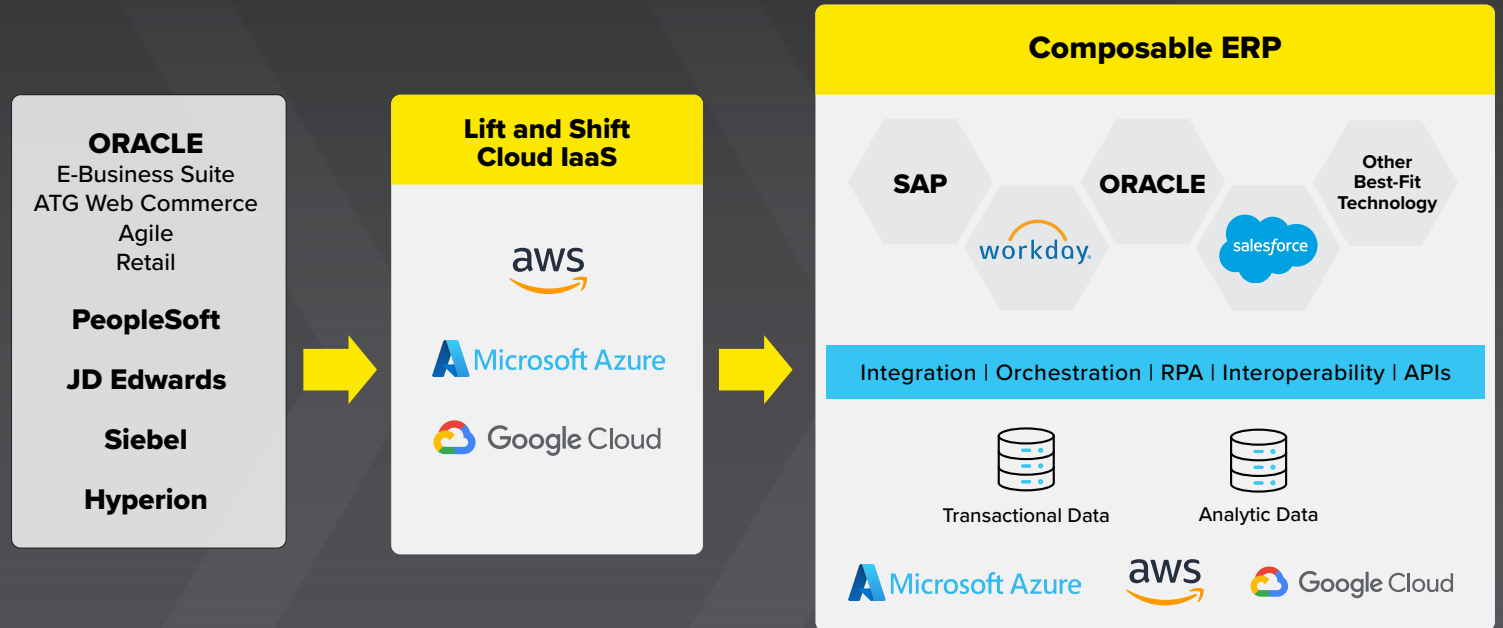 ORACLE
E-Business Suite
ATG Web Commerce
Agile
Retail
PeopleSoft
JD Edwards
Siebel
Hyperion
Lift and Shift
Cloud IaaS
aws
Microsoft Azure
Google Cloud
Composable ERP
SAP
workday.
ORACLE
salesforce
Other
Best-Fit
Technology
Integration | Orchestration | RPA | Interoperability | APIs
Transactional Data
Analytic Data
Microsoft Azure
aws
Google Cloud